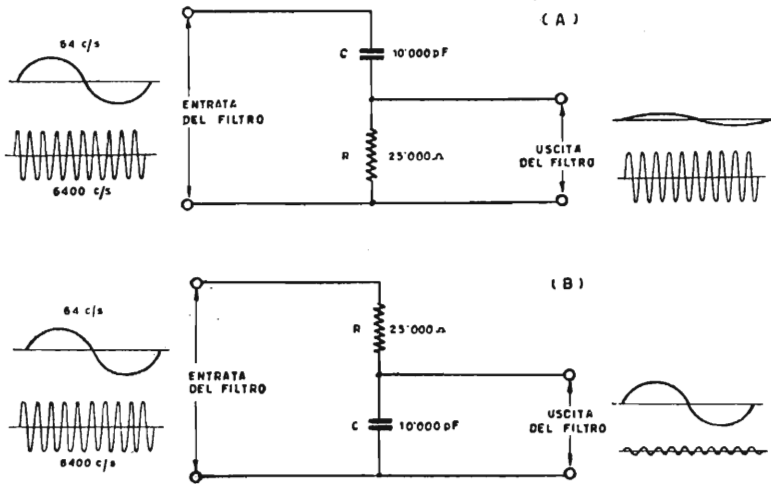 (A)
64 c/s
C 10'000 pF
ENTRATA
DEL FILTRO
R 25'000 Ω
USCITA
DEL FILTRO
6400 c/s
(B)
64 c/s
R 25'000 Ω
ENTRATA
DEL FILTRO
C 10'000 pF
USCITA
DEL FILTRO
6400 c/s